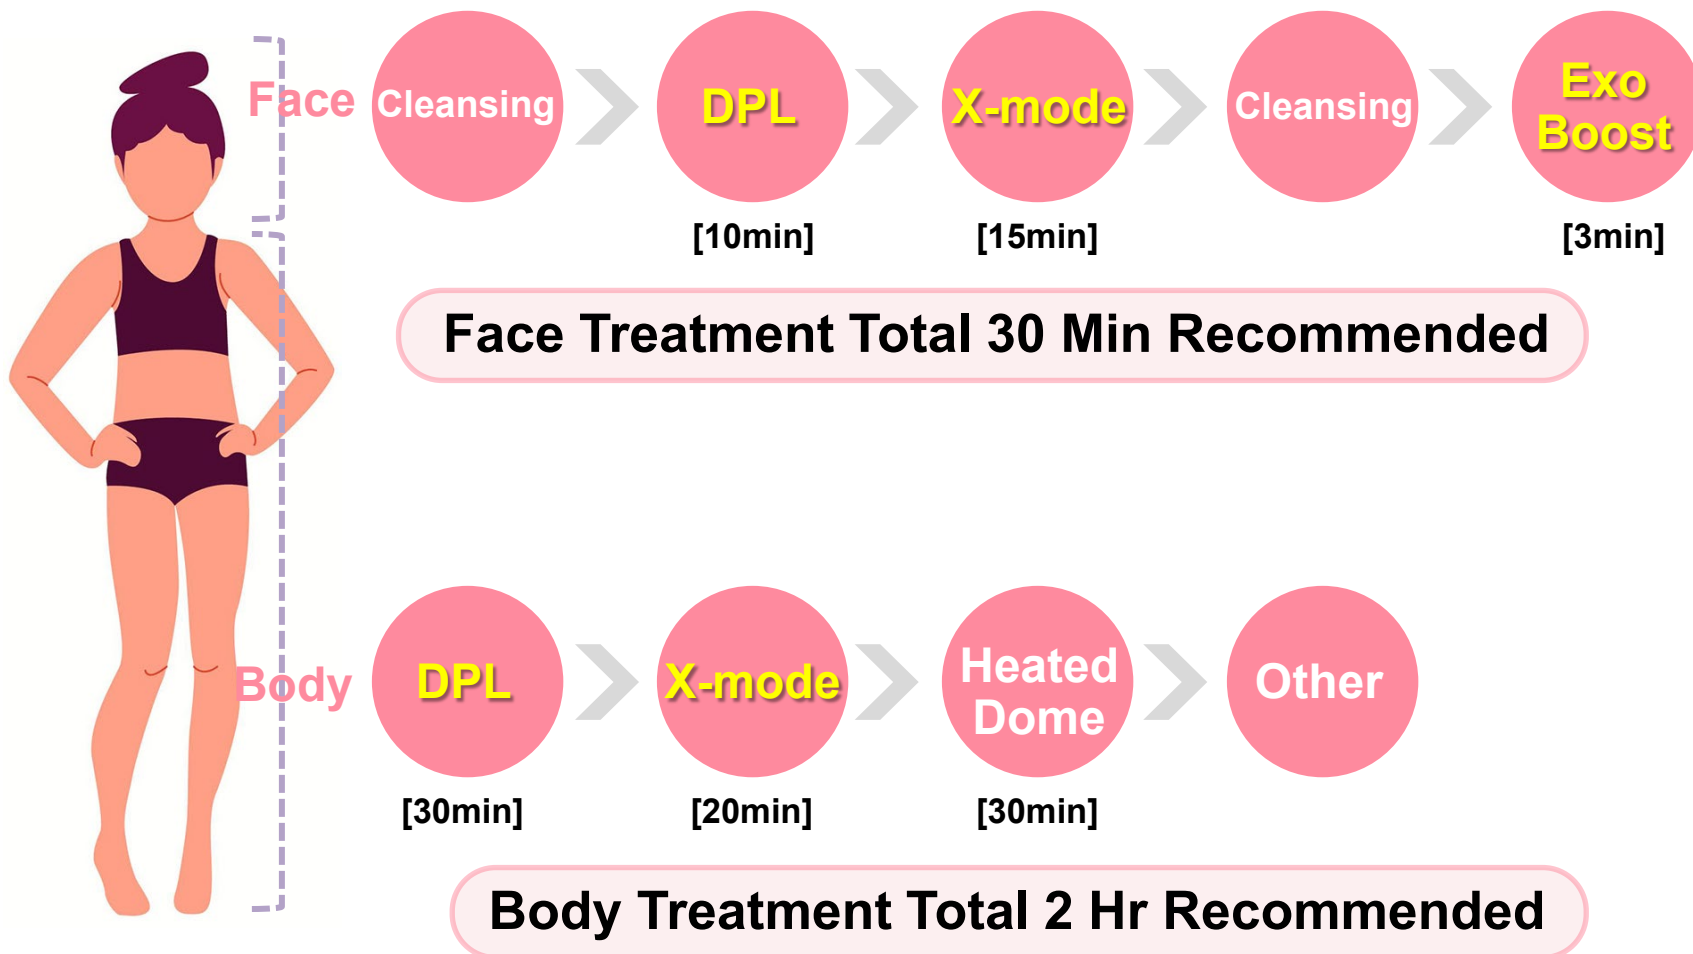 Face
Cleansing
DPL
X-mode
Cleansing
Exo
Boost
[10min]
[15min]
[3min]
Face Treatment Total 30 Min Recommended
Body
DPL
X-mode
Heated
Dome
Other
[30min]
[20min]
[30min]
Body Treatment Total 2 Hr Recommended